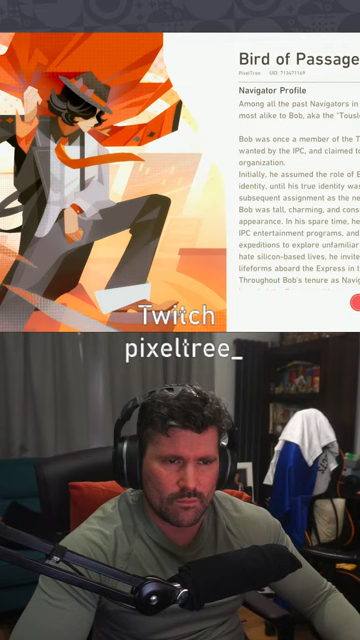 Bird of Passage
PixelTree UID: 713471169
Navigator Profile
Among all the past Navigators in
most alike to Bob, aka the "Tousl
Bob was once a member of the T
wanted by the IPC, and claimed to
organization.
Initially, he assumed the role of B
identity, until his true identity was
subsequent assignment as the ne
Bob was tall, charming, and cons
appearance. In his spare time, he
IPC entertainment programs, and
expeditions to explore unfamiliar
hate silicon-based lives, he invite
lifeforms aboard the Express in t
Throughout Bob's tenure as Navig
Twitch
pixeltree_